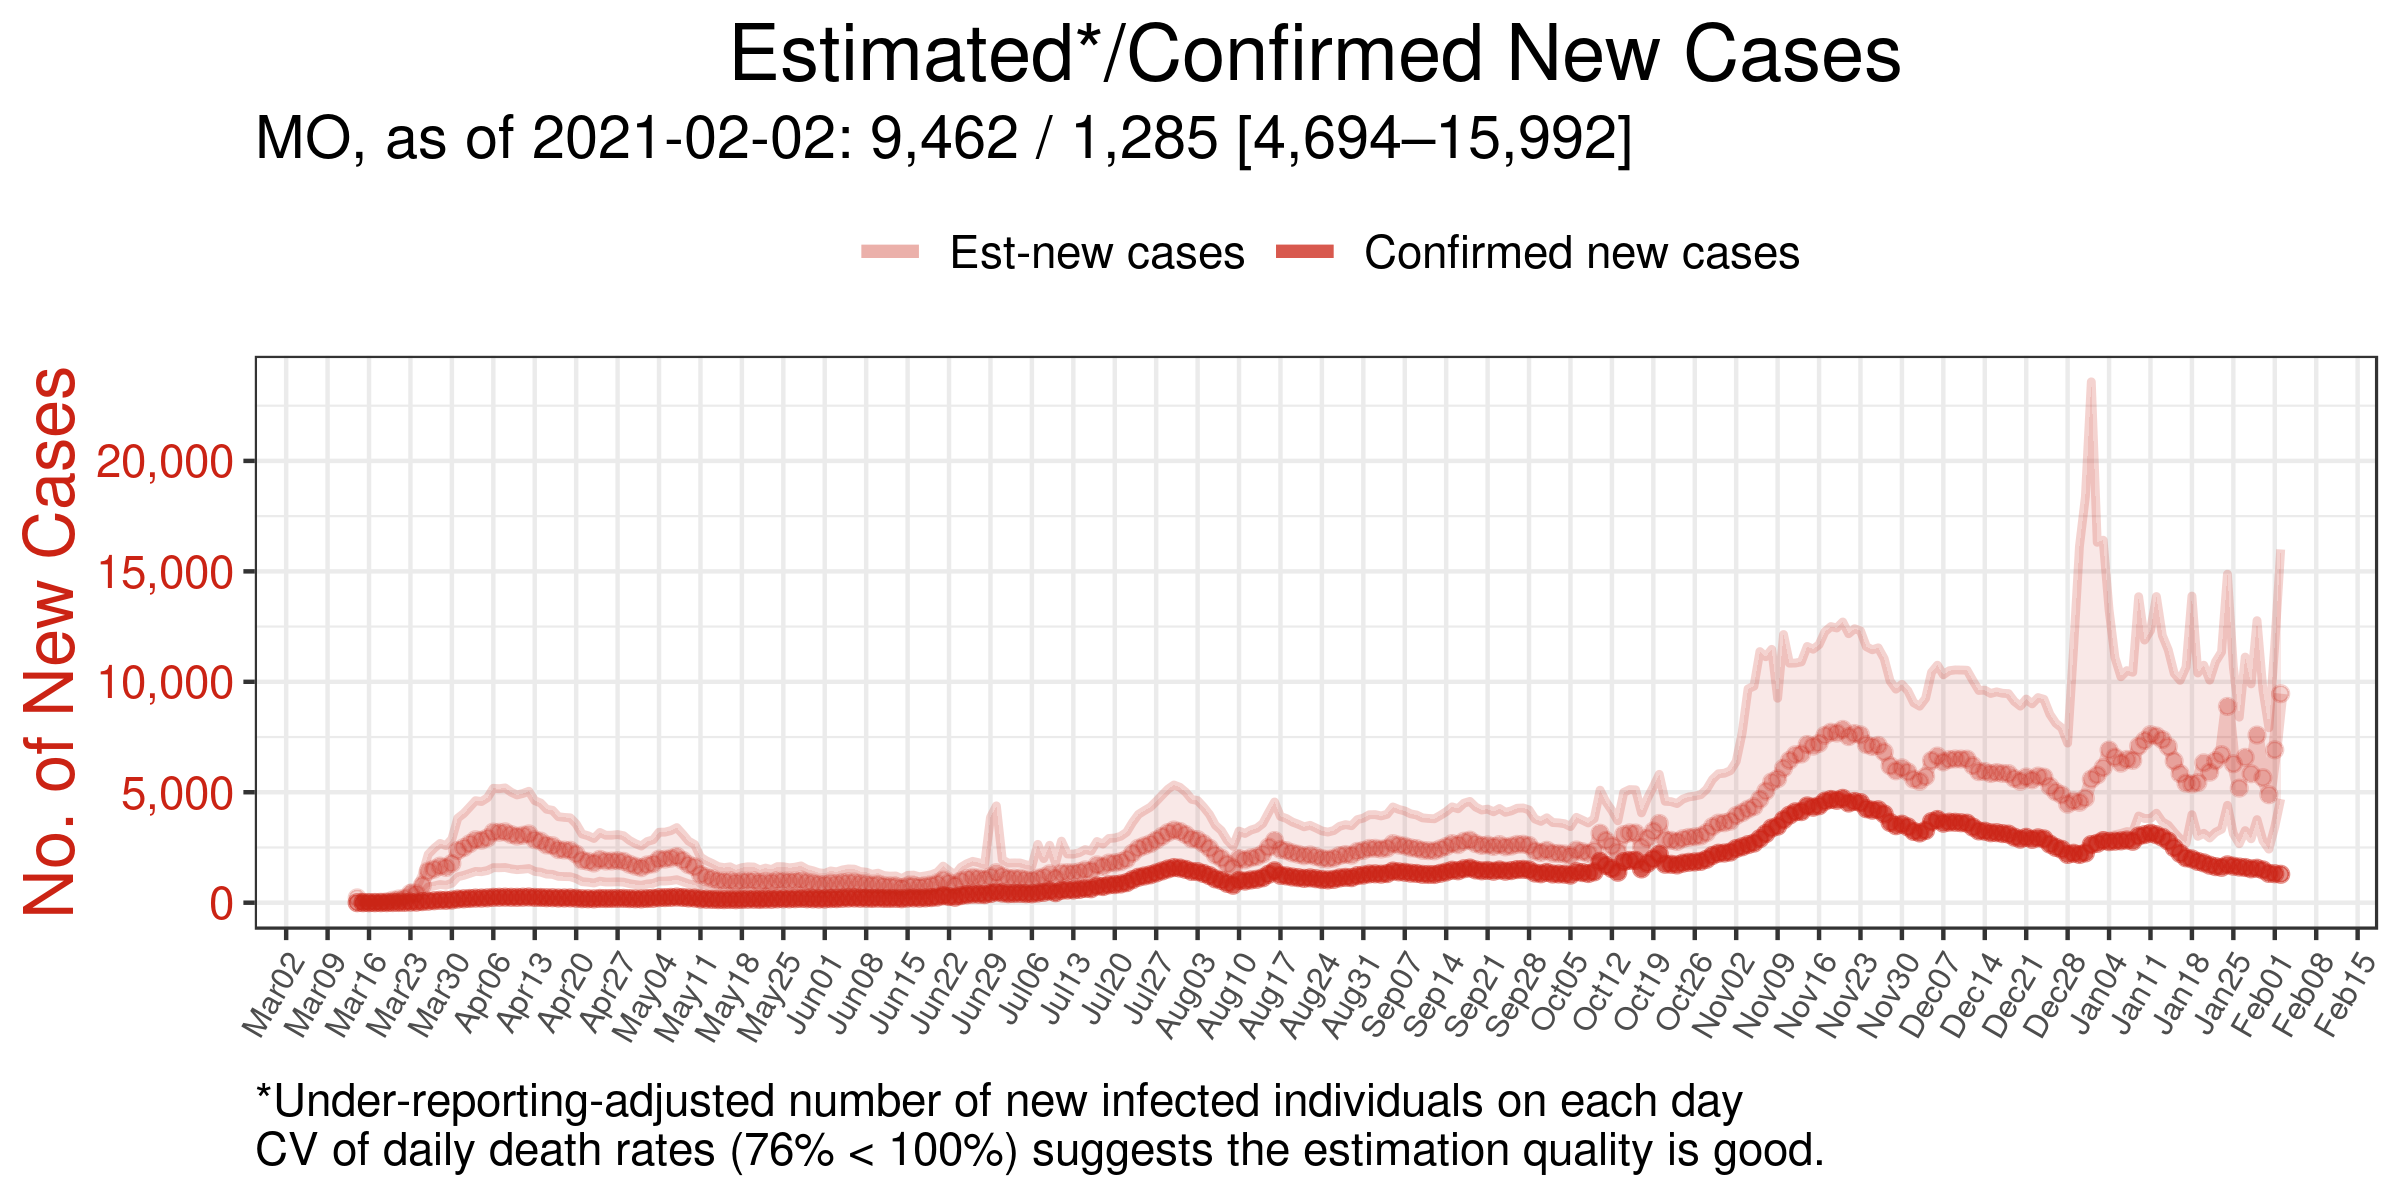 Estimated*/Confirmed New Cases
MO, as of 2021-02-02: 9,462 / 1,285 [4,694–15,992]
Est-new cases Confirmed new cases
No. of New Cases
20,000
15,000
10,000
5,000
0
Mar02 Mar09 Mar16 Mar23 Mar30 Apr06 Apr13 Apr20 Apr27 May04 May11 May18 May25 Jun01 Jun08 Jun15 Jun22 Jun29 Jul06 Jul13 Jul20 Jul27 Aug03 Aug10 Aug17 Aug24 Aug31 Sep07 Sep14 Sep21 Sep28 Oct05 Oct12 Oct19 Oct26 Nov02 Nov09 Nov16 Nov23 Nov30 Dec07 Dec14 Dec21 Dec28 Jan04 Jan11 Jan18 Jan25 Feb01 Feb08 Feb15
*Under-reporting-adjusted number of new infected individuals on each day
CV of daily death rates (76% < 100%) suggests the estimation quality is good.